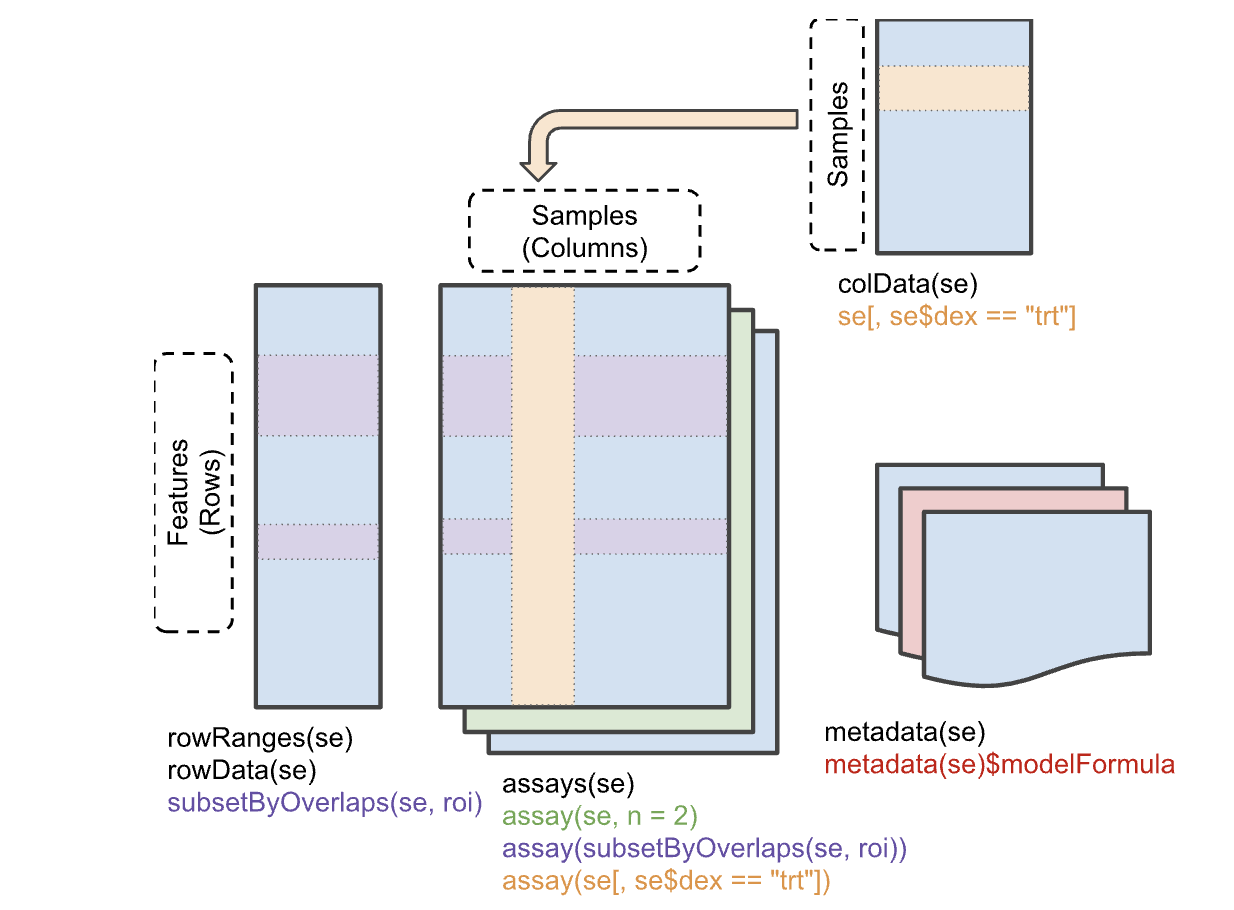 Samples
Samples
(Columns)
colData(se)
se[, se$dex == "trt"]
Features
(Rows)
rowRanges(se)
rowData(se)
subsetByOverlaps(se, roi)
assays(se)
assay(se, n = 2)
assay(subsetByOverlaps(se, roi))
assay(se[, se$dex == "trt"])
metadata(se)
metadata(se)$modelFormula